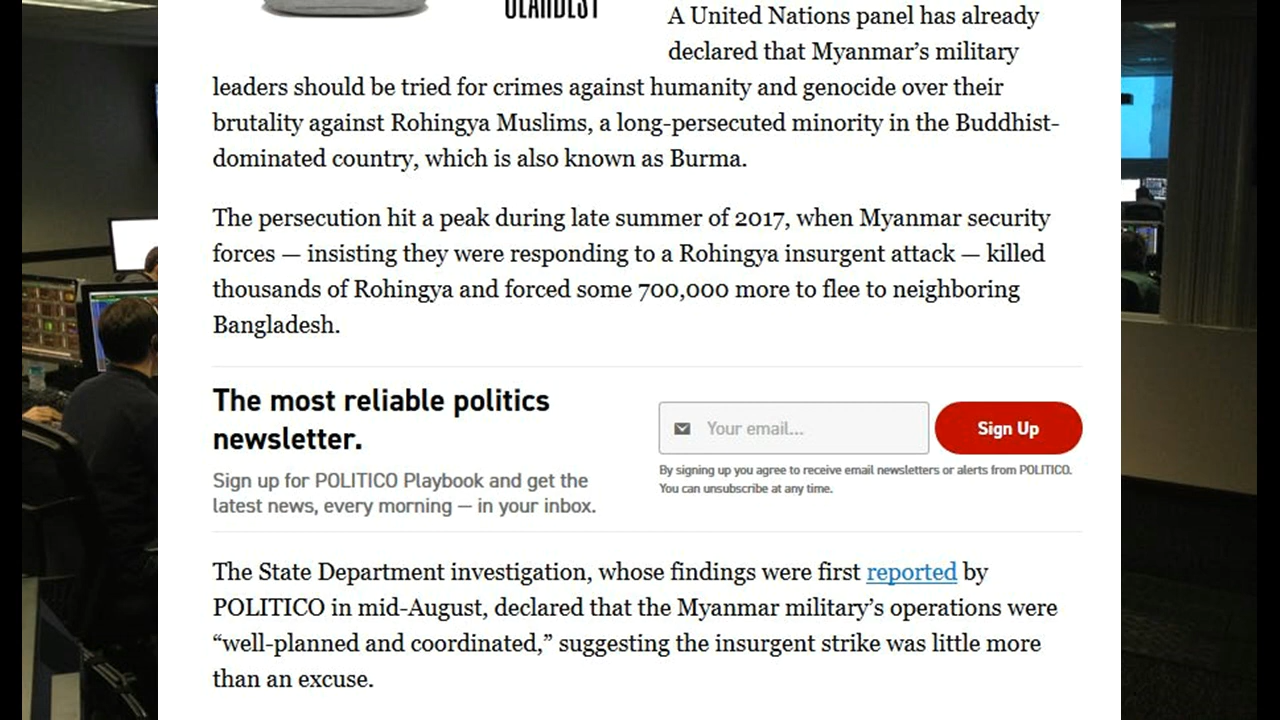 A United Nations panel has already
declared that Myanmar’s military
leaders should be tried for crimes against humanity and genocide over their
brutality against Rohingya Muslims, a long-persecuted minority in the Buddhist-
dominated country, which is also known as Burma.
The persecution hit a peak during late summer of 2017, when Myanmar security
forces — insisting they were responding to a Rohingya insurgent attack — killed
thousands of Rohingya and forced some 700,000 more to flee to neighboring
Bangladesh.
The most reliable politics
newsletter.
Sign up for POLITICO Playbook and get the
latest news, every morning — in your inbox.
Your email...
Sign Up
By signing up you agree to receive email newsletters or alerts from POLITICO.
You can unsubscribe at any time.
The State Department investigation, whose findings were first reported by
POLITICO in mid-August, declared that the Myanmar military’s operations were
“well-planned and coordinated,” suggesting the insurgent strike was little more
than an excuse.